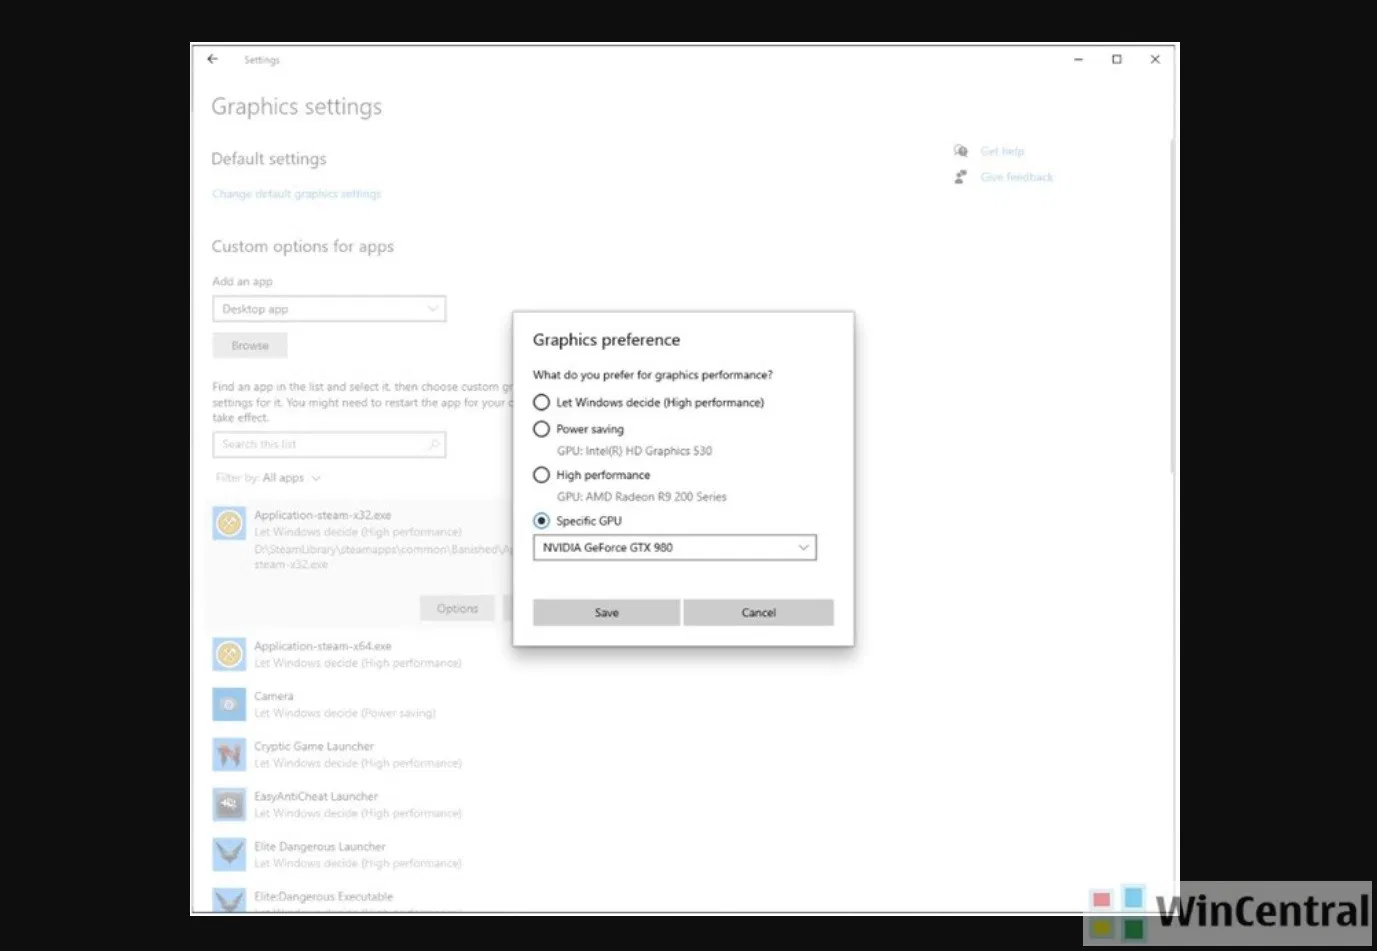 Settings
Graphics settings
Default settings
Get help
Change default graphics settings
Give feedback
Custom options for apps
Add an app
Desktop app
Browse
Find an app in the list and select it, then choose custom gr
settings for it. You might need to restart the app for your c
take effect.
Search this list
Filter by: All apps
Application-steam-x32.exe
Let Windows decide (High performance)
D:\SteamLibrary\steamapps\common\Banished\Ap
steam-x32.exe
Options
Application-steam-x64.exe
Let Windows decide (High performance)
Camera
Let Windows decide (Power saving)
Cryptic Game Launcher
Let Windows decide (High performance)
EasyAntiCheat Launcher
Let Windows decide (High performance)
Elite Dangerous Launcher
Let Windows decide (High performance)
Elite:Dangerous Executable
Graphics preference
What do you prefer for graphics performance?
Let Windows decide (High performance)
Power saving
GPU: Intel(R) HD Graphics 530
High performance
GPU: AMD Radeon R9 200 Series
Specific GPU
NVIDIA GeForce GTX 980
Save Cancel
WinCentral